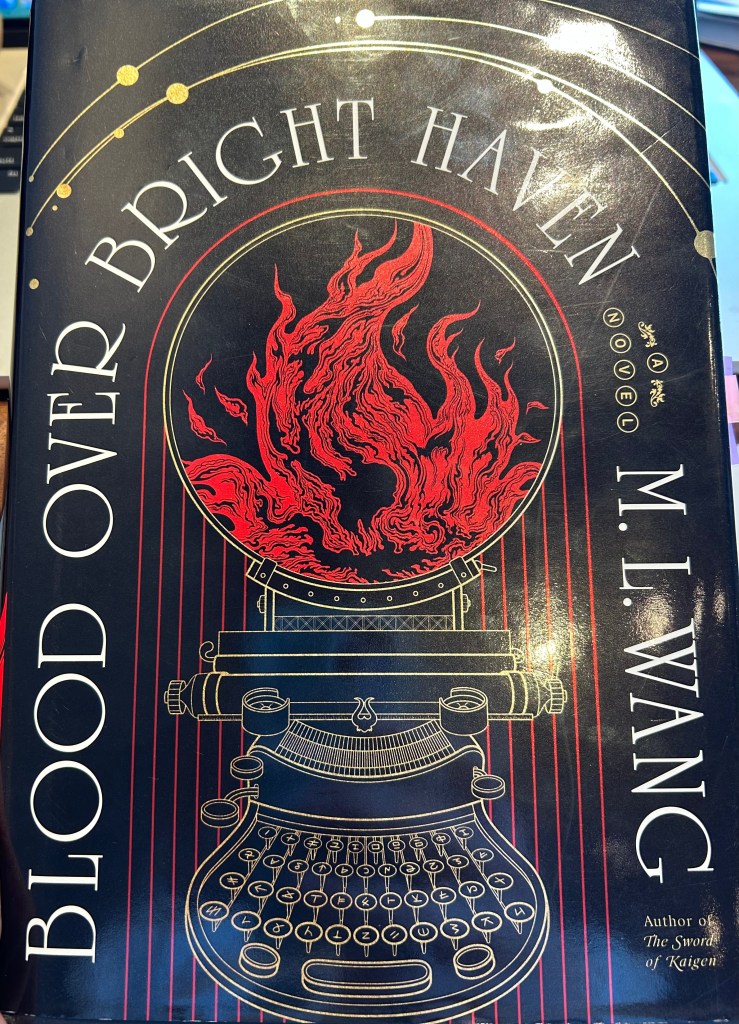 BLOOD OVER BRIGHT HAVEN
A
NOVEL
M. L. WANG
Author of
The Sword
of Kaigen